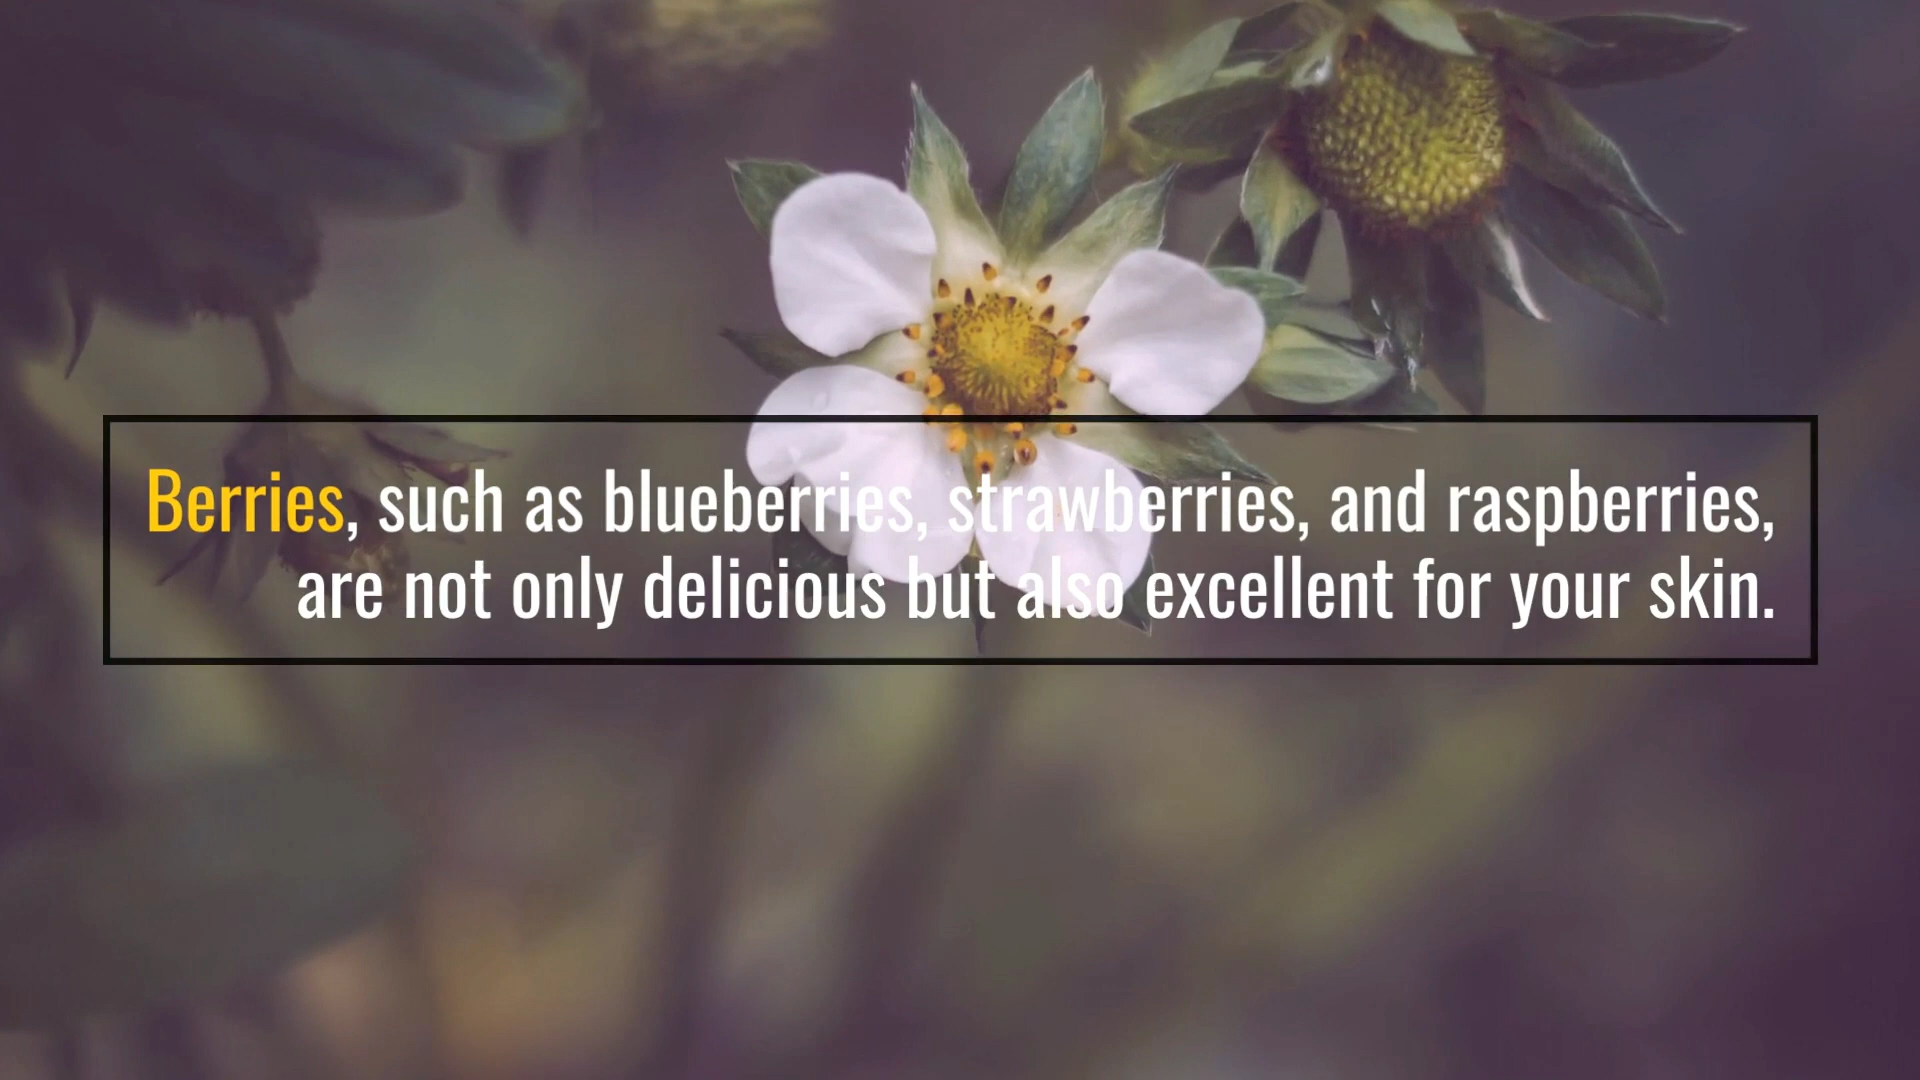 Berries, such as blueberries, strawberries, and raspberries,
are not only delicious but also excellent for your skin.